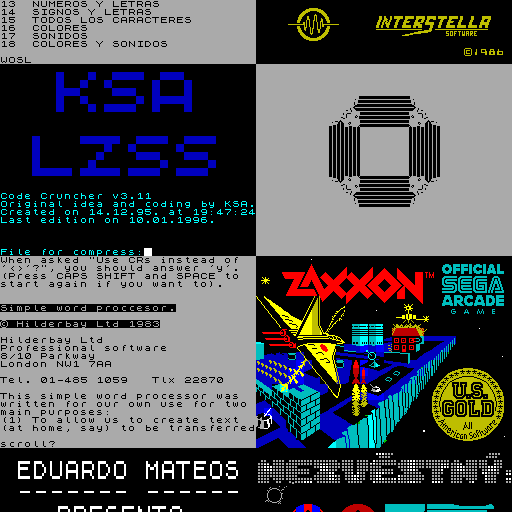 13 NUMEROS Y LETRAS
14 SIGNOS Y LETRAS
15 TODOS LOS CARACTERES
16 COLORES
17 SONIDOS
18 COLORES Y SONIDOS
WOSL
INTERSTELLA
SOFTWARE
©1986
KSA
LZSS
Code Cruncher v3.11
Original idea and coding by KSA.
Created on 14.12.95. at 19:47:24
Last edition on 10.01.1996.
File for compress:
When asked "Use CRs instead of
'<>'?", you should answer 'y'.
(Press CAPS SHIFT and SPACE to
start again if you want to).
Simple word proccesor.
© Hilderbay Ltd 1983
Hilderbay Ltd
Professional software
8/10 Parkway
London NW1 7AA
Tel. 01-485 1059 Tlx 22870
This simple word processor was
written for our own use for two
main purposes:
(1) To allow us to create text
(at home, say) to be transferred
scroll?
ZAXXON™
OFFICIAL
SEGA
ARCADE
GAME
U.S.
GOLD
All
American Software
EDUARDO MATEOS
------- ------
PRESENTA
NEZVĚSTNÝ